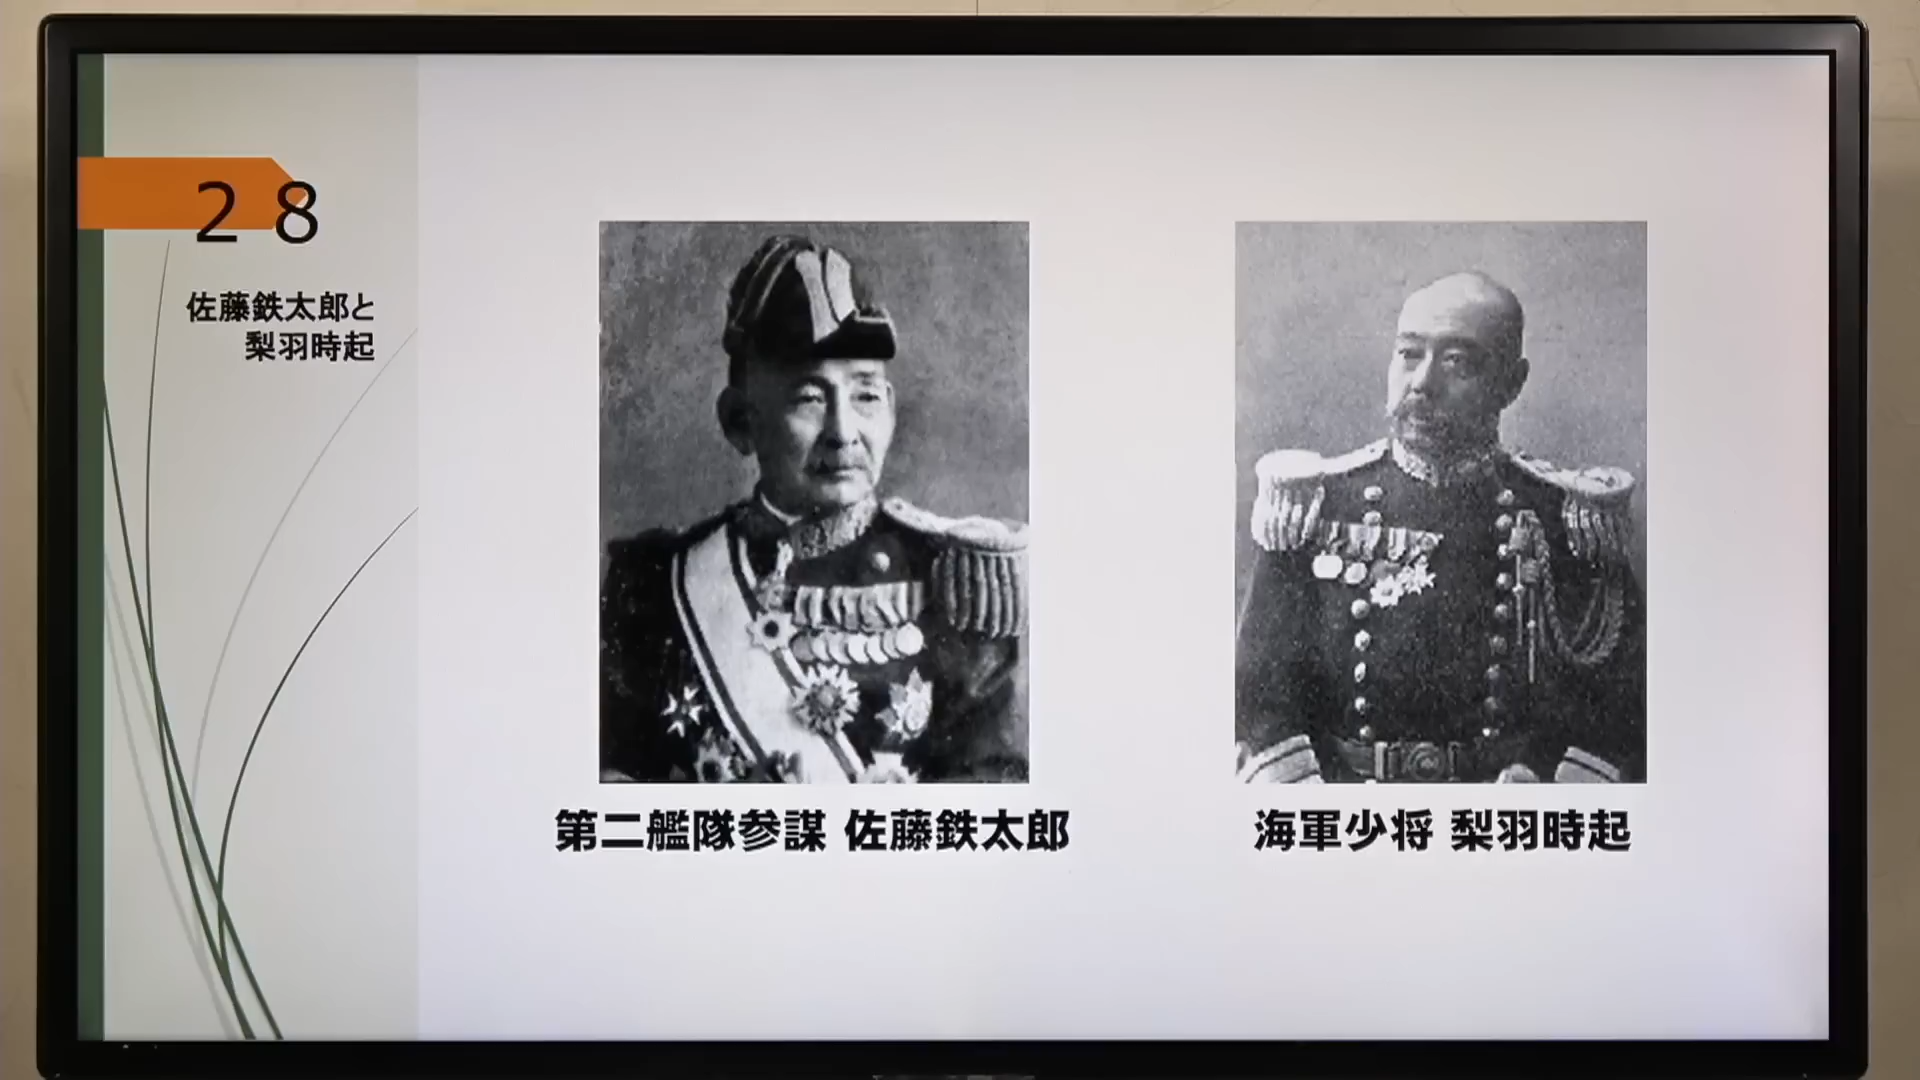 ２８
佐藤鉄太郎と
梨羽時起
第二艦隊参謀 佐藤鉄太郎
海軍少将 梨羽時起